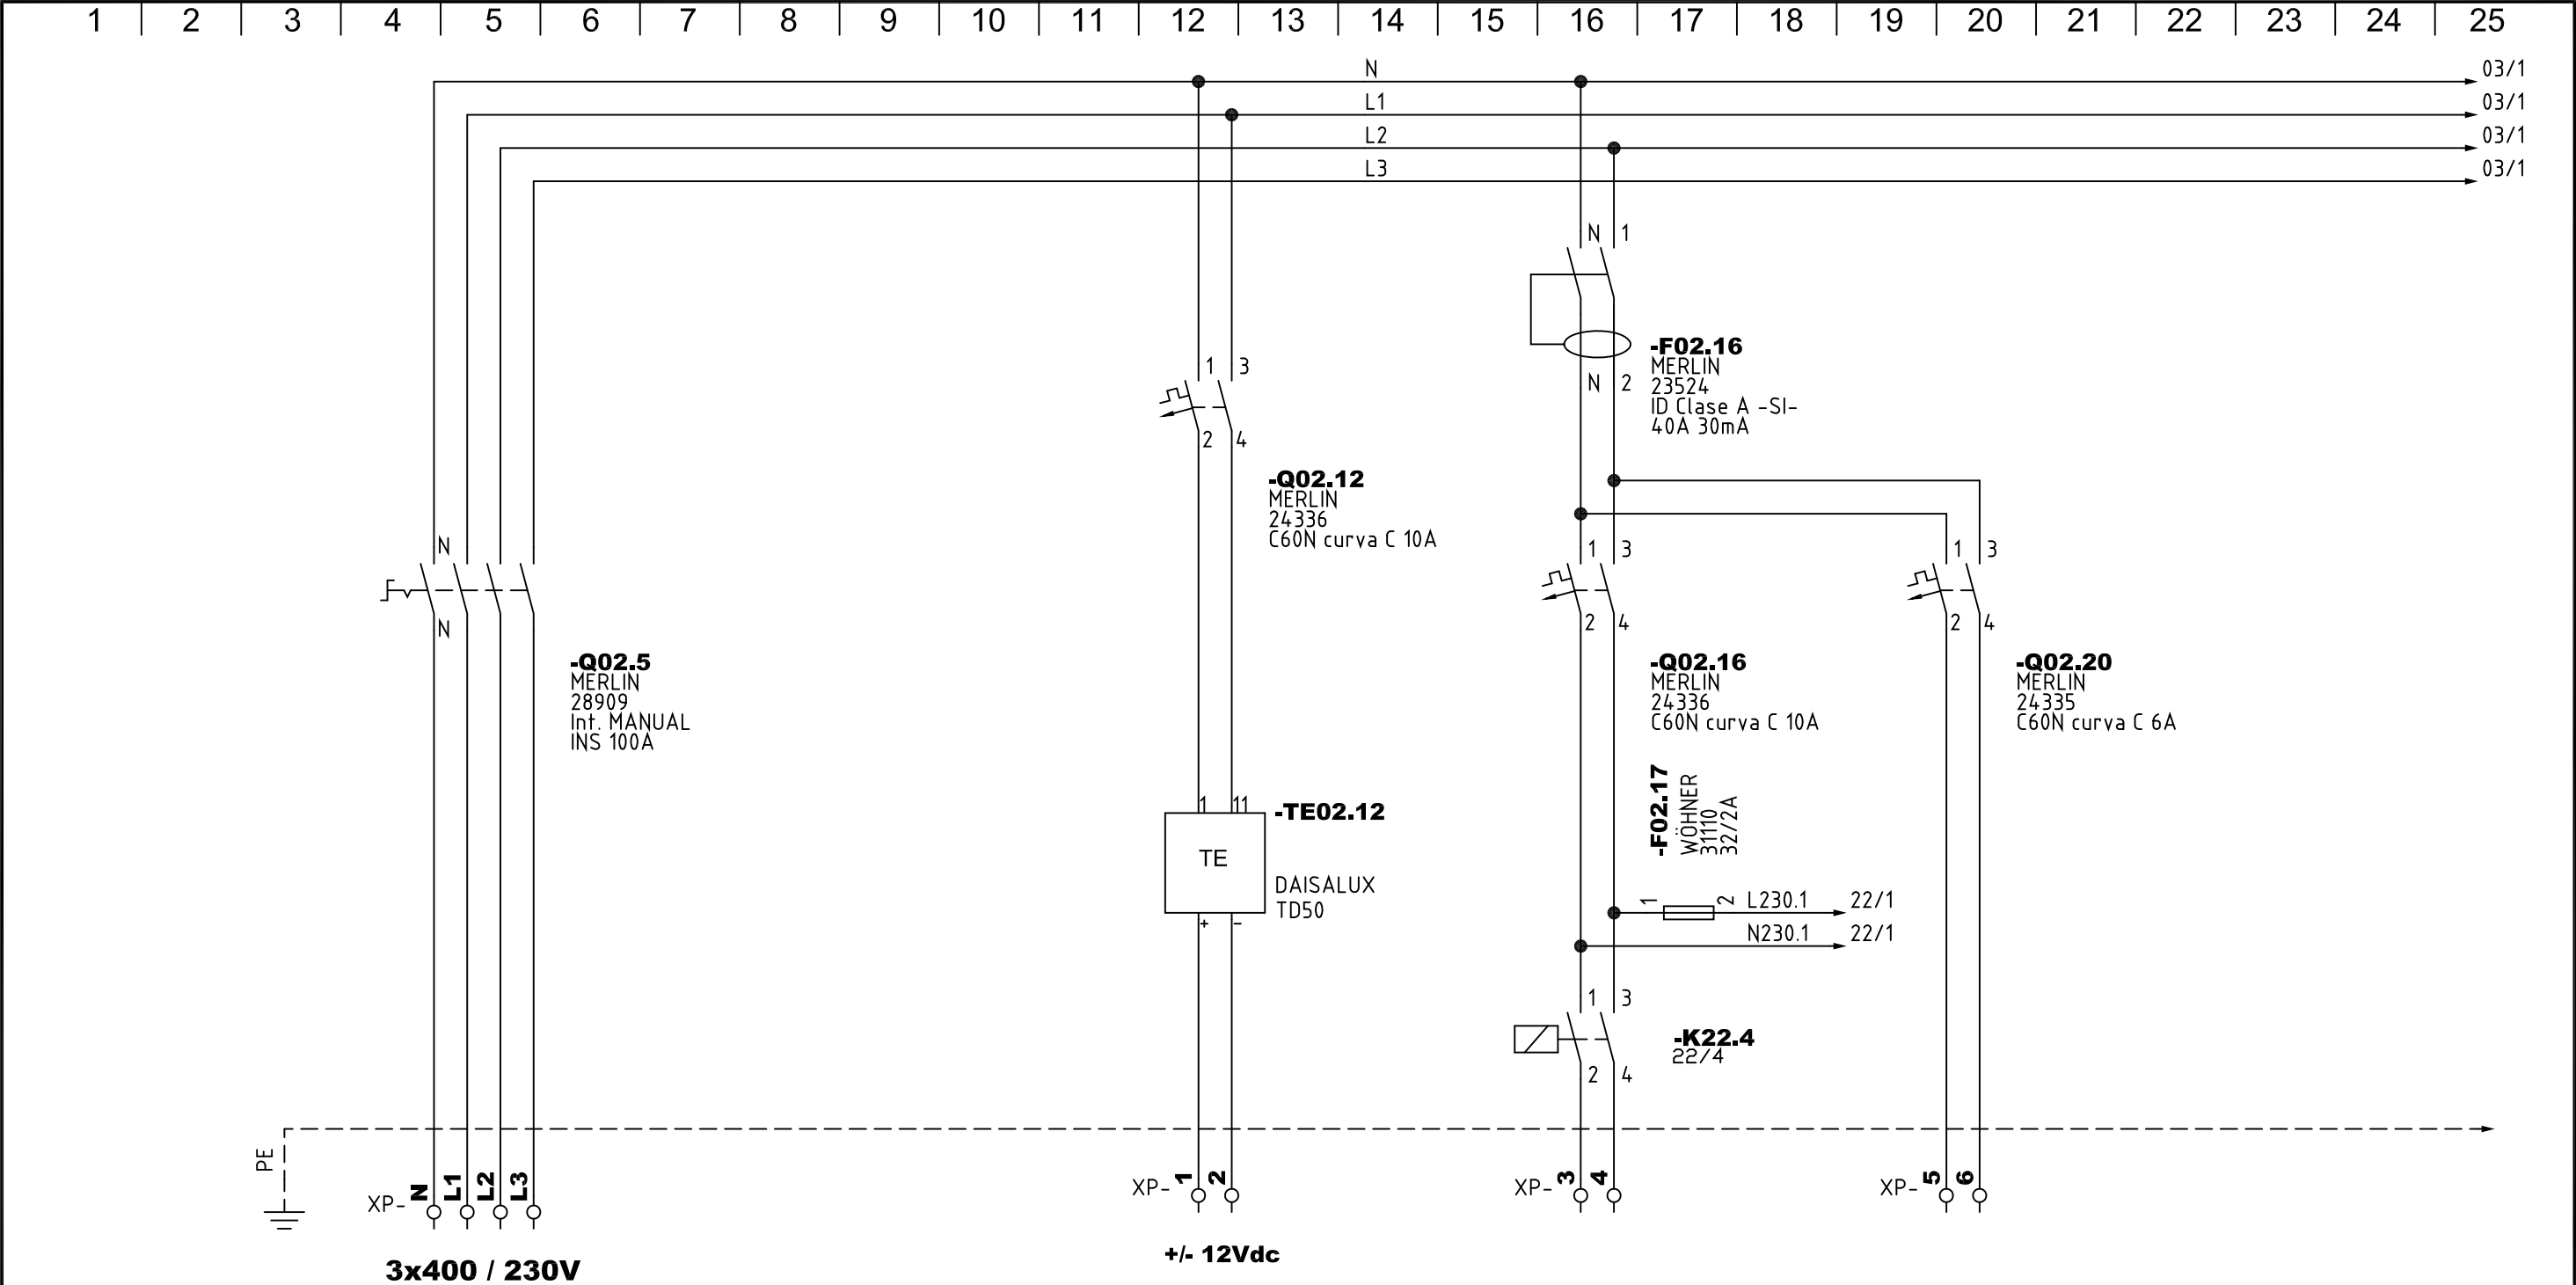 1 2 3 4 5 6 7 8 9 10 11 12 13 14 15 16 17 18 19 20 21 22 23 24 25
N 03/1
L1 03/1
L2 03/1
L3 03/1
N 1
-F02.16
MERLIN
23524
ID Clase A -SI-
40A 30mA
N 2
1 3
2 4
-Q02.12
MERLIN
24336
C60N curva C 10A
N
N
-Q02.5
MERLIN
28909
Int. MANUAL
INS 100A
1 3
2 4
-Q02.16
MERLIN
24336
C60N curva C 10A
1 3
2 4
-Q02.20
MERLIN
24335
C60N curva C 6A
-F02.17
WÖHNER
31110
32/2A
1 11
-TE02.12
TE
DAISALUX
TD50
+ -
1 2 L230.1 22/1
N230.1 22/1
1 3
-K22.4
22/4
2 4
PE
XP- N L1 L2 L3
XP- 1 2
XP- 3 4
XP- 5 6
3x400 / 230V
+/- 12Vdc